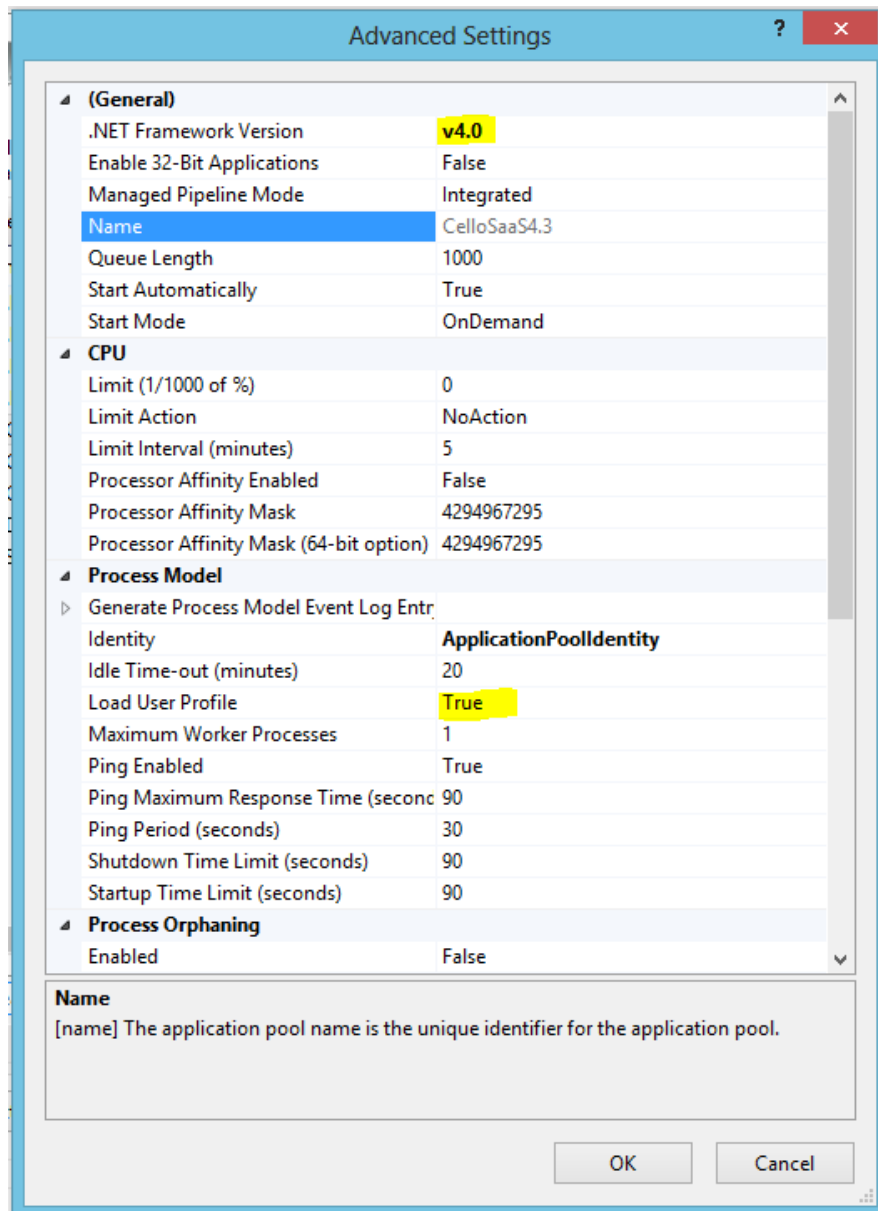 Advanced Settings
?
×
(General)
.NET Framework Version v4.0
Enable 32-Bit Applications False
Managed Pipeline Mode Integrated
Name CelloSaaS4.3
Queue Length 1000
Start Automatically True
Start Mode OnDemand
CPU
Limit (1/1000 of %) 0
Limit Action NoAction
Limit Interval (minutes) 5
Processor Affinity Enabled False
Processor Affinity Mask 4294967295
Processor Affinity Mask (64-bit option) 4294967295
Process Model
Generate Process Model Event Log Entr
Identity ApplicationPoolIdentity
Idle Time-out (minutes) 20
Load User Profile True
Maximum Worker Processes 1
Ping Enabled True
Ping Maximum Response Time (second 90
Ping Period (seconds) 30
Shutdown Time Limit (seconds) 90
Startup Time Limit (seconds) 90
Process Orphaning
Enabled False
Name
[name] The application pool name is the unique identifier for the application pool.
OK Cancel